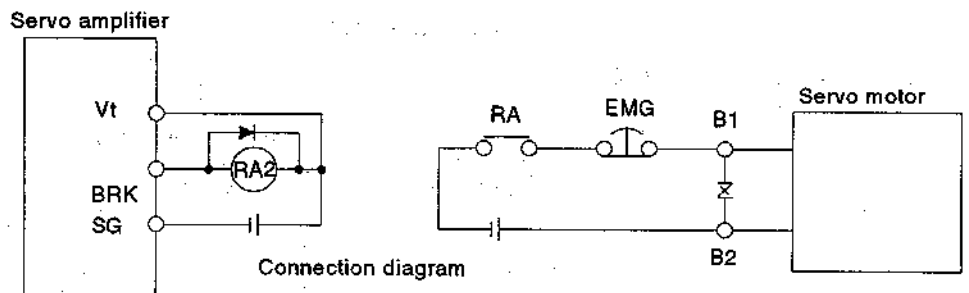 Servo amplifier
Vt
RA2
BRK
SG
RA
EMG
B1
Servo motor
B2
Connection diagram